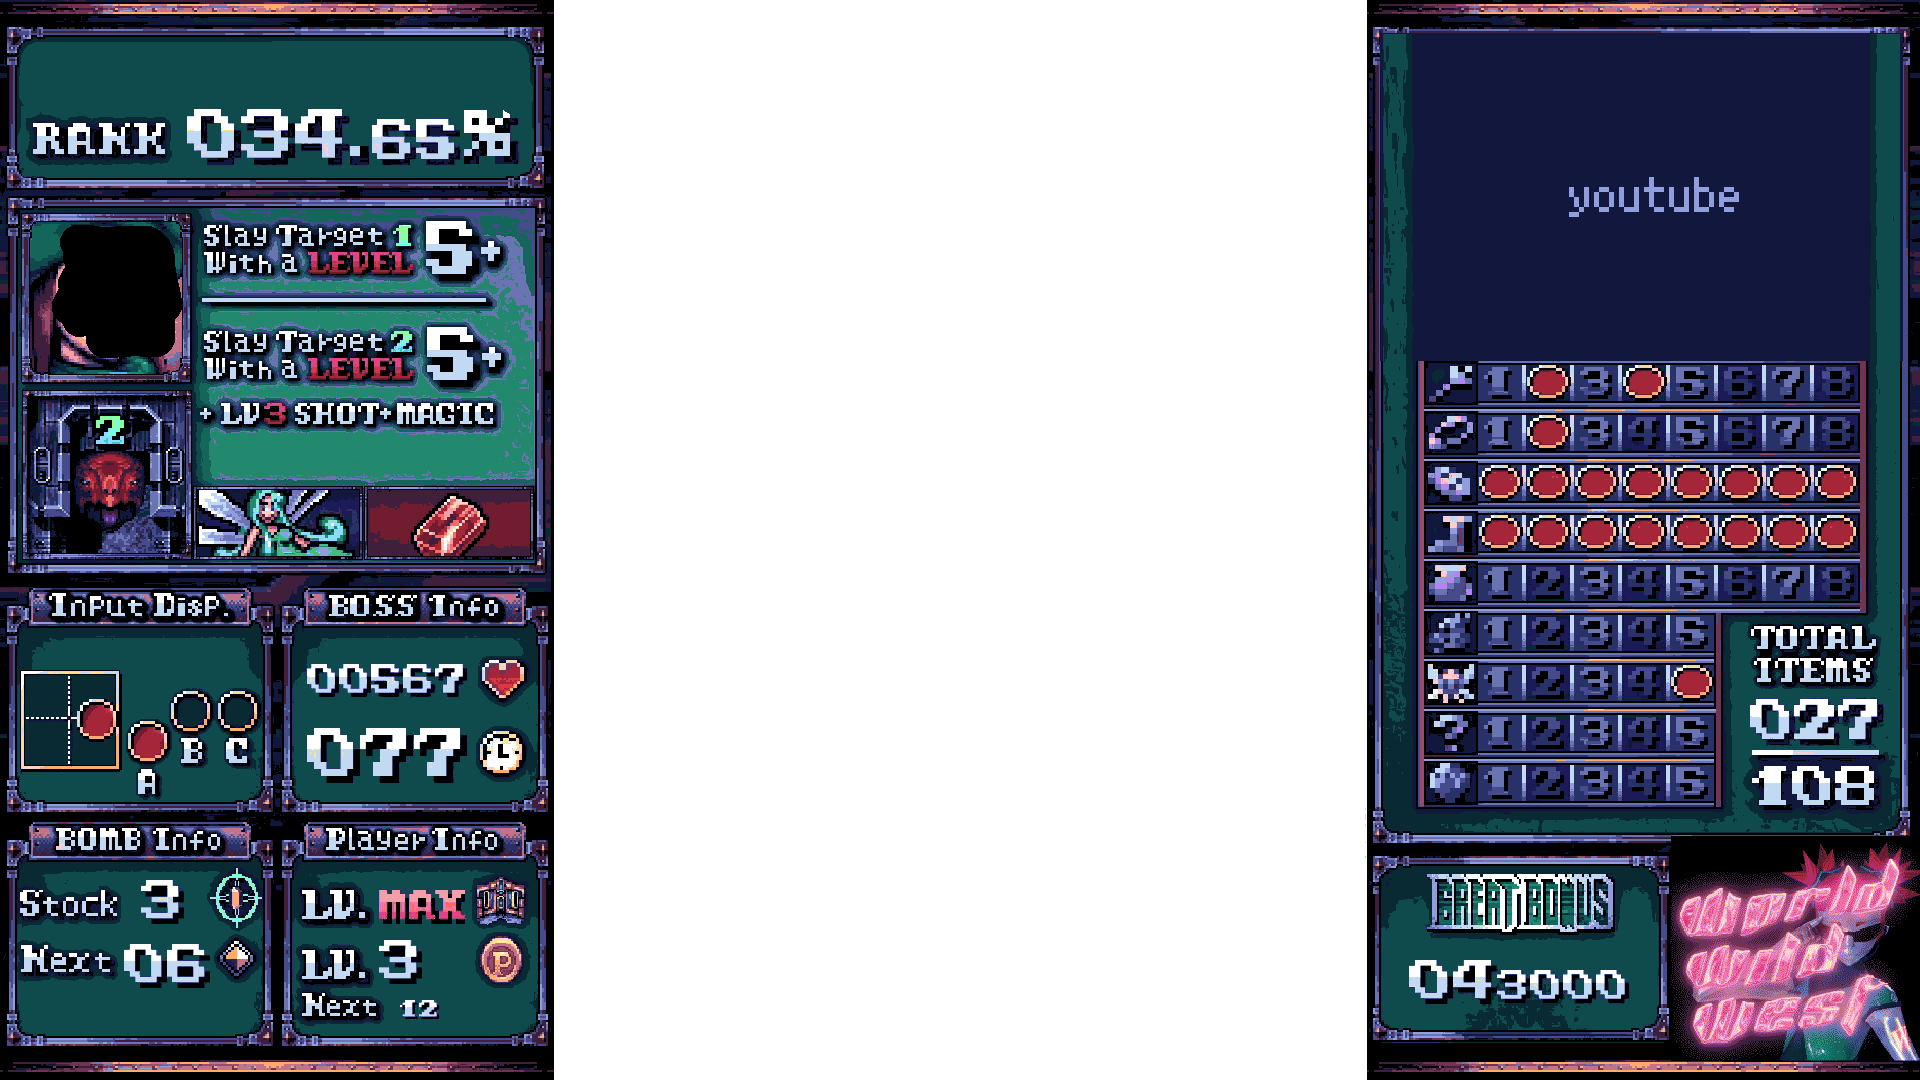 RANK 034.65%
Slay Target 1
With a LEVEL 5+
Slay Target 2
With a LEVEL 5+
+ LV3 SHOT+MAGIC
2
Input Disp.
A
B
C
BOSS Info
00567
077
BOMB Info
Stock 3
Next 06
Player Info
LV. MAX
LV. 3
P
Next 12
youtube
1 3 5 6 7 8
1 3 4 5 6 7 8
1 2 3 4 5 6 7 8
1 2 3 4 5
1 2 3 4
? 1 2 3 4 5
1 2 3 4 5
TOTAL
ITEMS
027
108
GREAT BONUS
043000
World
Wild
West